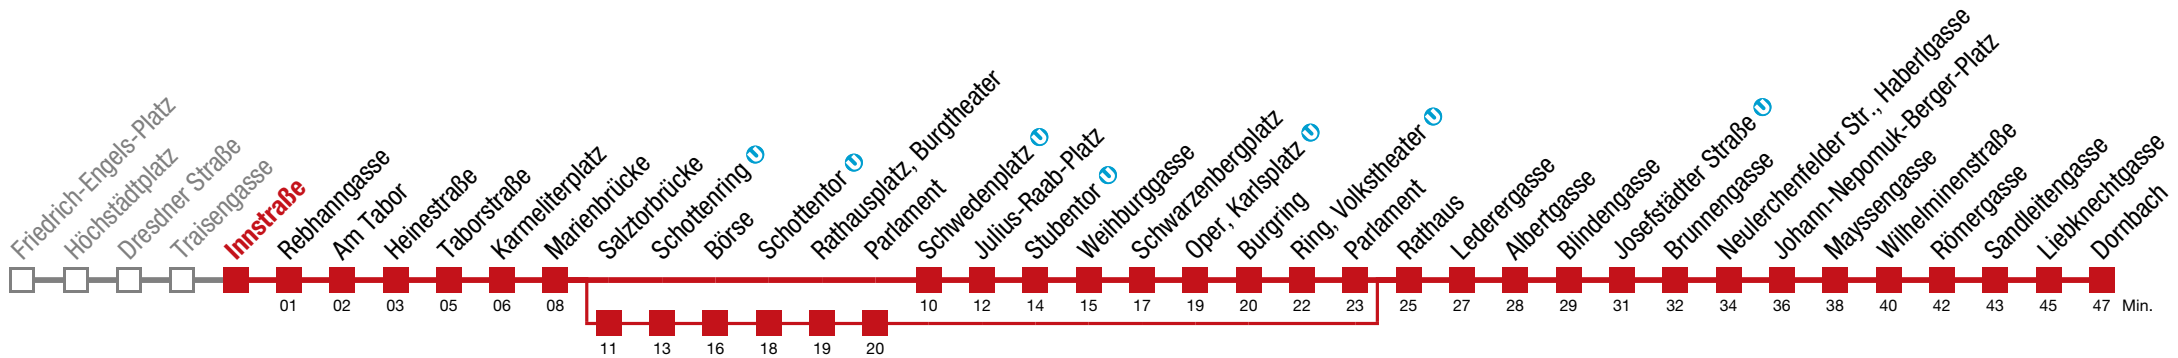 Friedrich-Engels-Platz
Höchstädtplatz
Dresdner Straße
Traisengasse
Innstraße
Rebhanngasse
Am Tabor
Heinestraße
Taborstraße
Karmeliterplatz
Marienbrücke
Salztorbrücke
Schottenring U
Börse
Schottentor U
Rathausplatz, Burgtheater
Parlament
Schwedenplatz U
Julius-Raab-Platz
Stubentor U
Weihburggasse
Schwarzenbergplatz
Oper, Karlsplatz U
Burgring
Ring, Volkstheater U
Parlament
Rathaus
Lederergasse
Albertgasse
Blindengasse
Josefstädter Straße U
Brunnengasse
Neulerchenfelder Str., Haberlgasse
Johann-Nepomuk-Berger-Platz
Mayssengasse
Wilhelminenstraße
Römergasse
Sandleitengasse
Liebknechtgasse
Dornbach
01 02 03 05 06 08 10 12 14 15 17 19 20 22 23 25 27 28 29 31 32 34 36 38 40 42 43 45 47 Min.
11 13 16 18 19 20